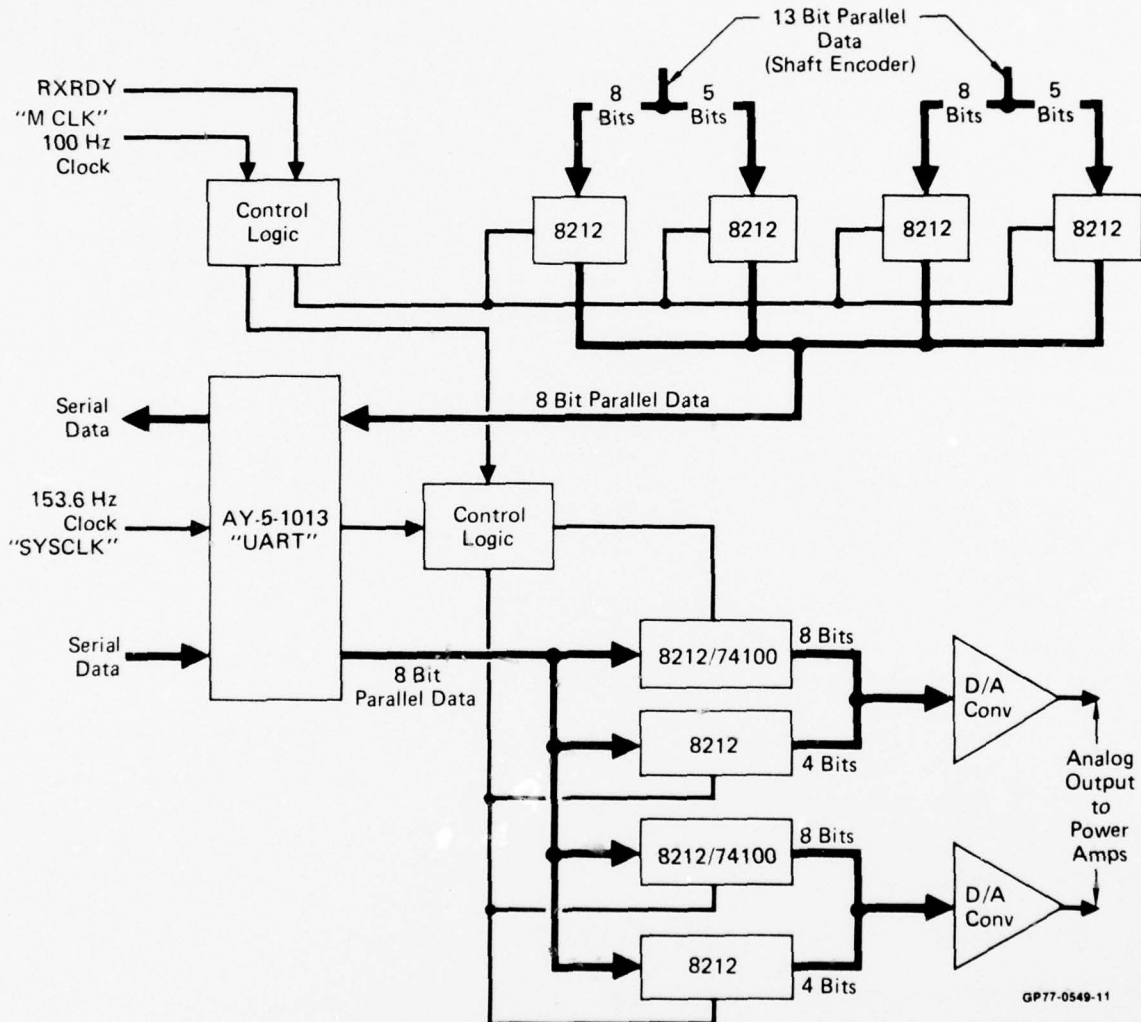 13 Bit Parallel
Data
(Shaft Encoder)
RXRDY
"M CLK"
100 Hz
Clock
8
Bits
5
Bits
8
Bits
5
Bits
Control
Logic
8212
8212
8212
8212
Serial
Data
8 Bit Parallel Data
153.6 Hz
Clock
"SYSCLK"
AY-5-1013
"UART"
Control
Logic
Serial
Data
8 Bit
Parallel Data
8212/74100
8 Bits
D/A
Conv
8212
4 Bits
Analog
Output
to
Power
Amps
8212/74100
8 Bits
D/A
Conv
8212
4 Bits
GP77-0549-11